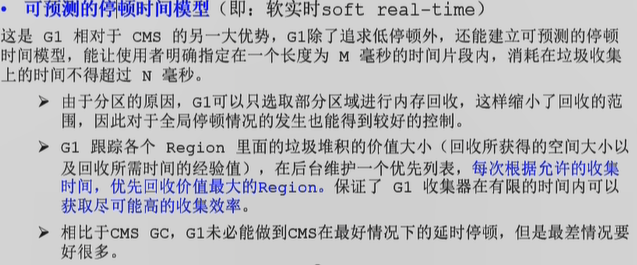 • 可预测的停顿时间模型（即：软实时soft real-time）
这是 G1 相对于 CMS 的另一大优势，G1除了追求低停顿外，还能建立可预测的停顿
时间模型，能让使用者明确指定在一个长度为 M 毫秒的时间片段内，消耗在垃圾收集
上的时间不得超过 N 毫秒。
➢ 由于分区的原因，G1可以只选取部分区域进行内存回收，这样缩小了回收的范
围，因此对于全局停顿情况的发生也能得到较好的控制。
➢ G1 跟踪各个 Region 里面的垃圾堆积的价值大小（回收所获得的空间大小以
及回收所需时间的经验值），在后台维护一个优先列表，每次根据允许的收集
时间，优先回收价值最大的Region。保证了 G1 收集器在有限的时间内可以
获取尽可能高的收集效率。
➢ 相比于CMS GC，G1未必能做到CMS在最好情况下的延时停顿，但是最差情况要
好很多。